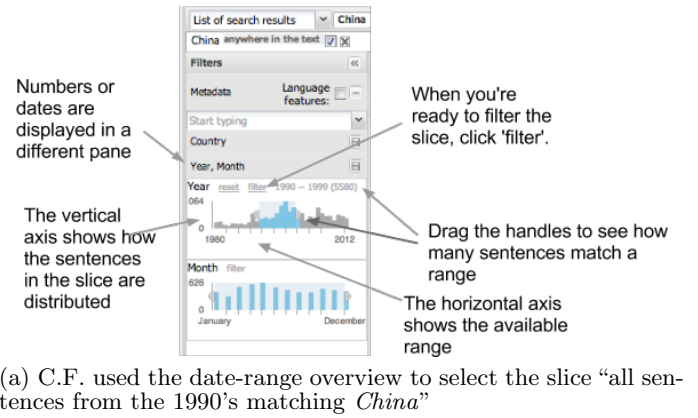 List of search results
China
China anywhere in the text
Filters
Metadata
Language
features:
Start typing
Country
Year, Month
Year reset filter 1990 -- 1999 (5580)
064
0
1980
2012
Month filter
628
0
January
December
Numbers or
dates are
displayed in a
different pane
The vertical
axis shows how
the sentences
in the slice are
distributed
When you're
ready to filter the
slice, click 'filter'.
Drag the handles to see how
many sentences match a
range
The horizontal axis
shows the available
range
(a) C.F. used the date-range overview to select the slice “all sen-
tences from the 1990’s matching China”